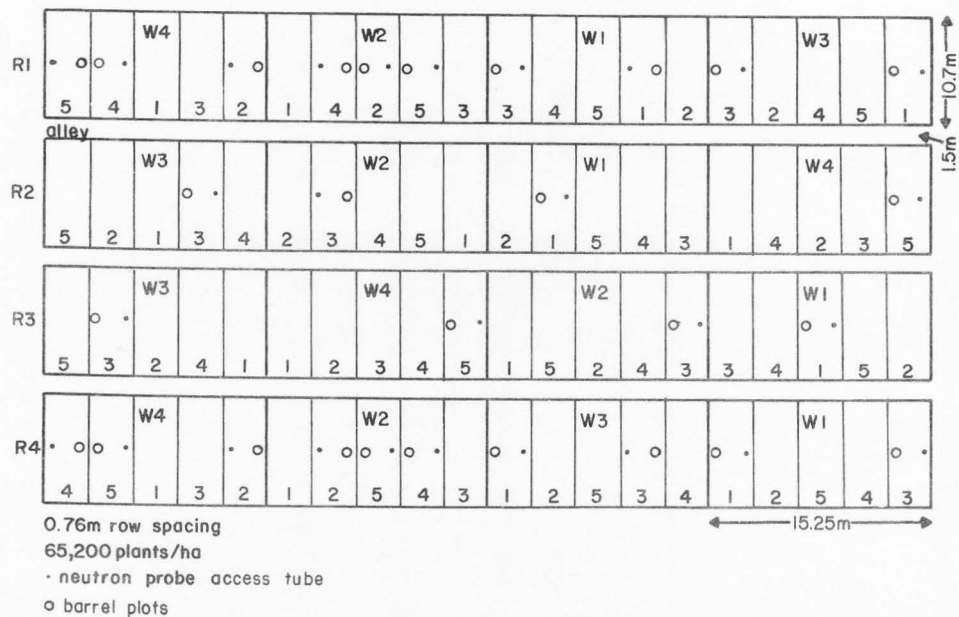 W4 W2 W1 W3
R1
5 4 1 3 2 1 4 2 5 3 3 4 5 1 2 3 2 4 5 1
10.7m
alley
1.5m
W3 W2 W1 W4
R2
5 2 1 3 4 2 3 4 5 1 2 1 5 4 3 1 4 2 3 5
W3 W4 W2 W1
R3
5 3 2 4 1 1 2 3 4 5 1 5 2 4 3 3 4 1 5 2
W4 W2 W3 W1
R4
4 5 1 3 2 1 2 5 4 3 1 2 5 3 4 1 2 5 4 3
0.76m row spacing
15.25m
65,200 plants/ha
· neutron probe access tube
o barrel plots